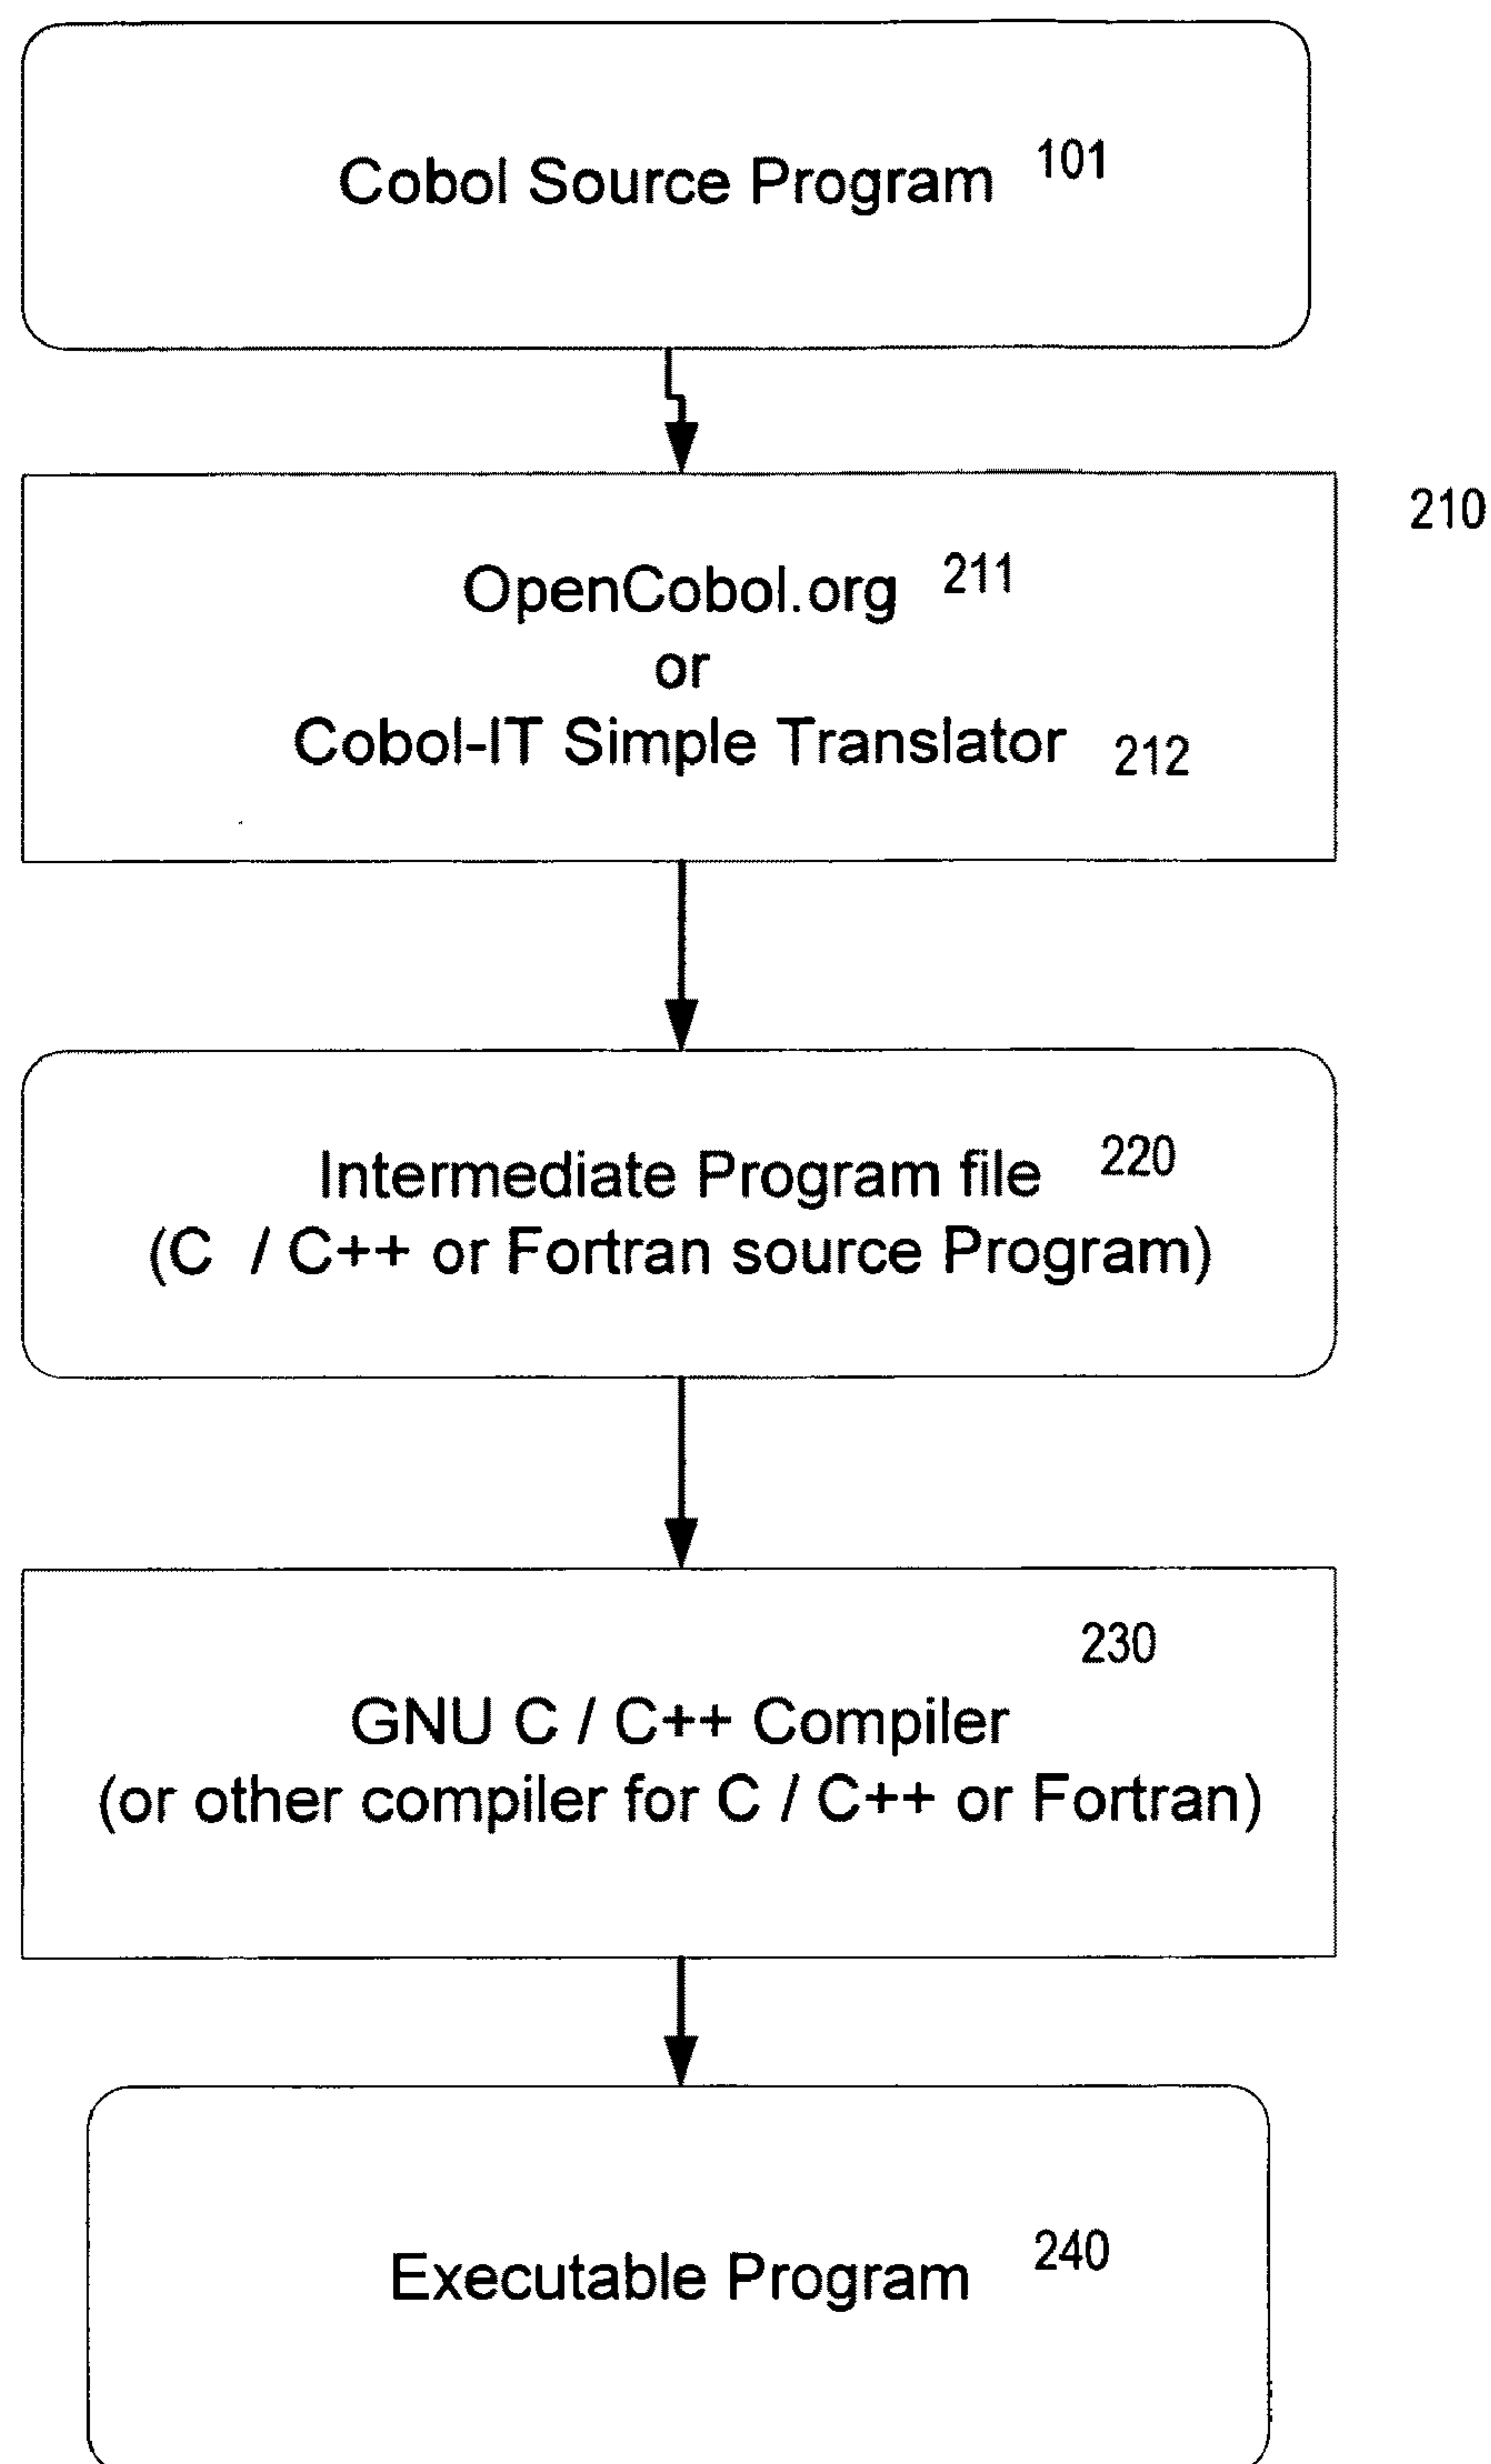 Cobol Source Program 101
210
OpenCobol.org 211
or
Cobol-IT Simple Translator 212
Intermediate Program file 220
(C / C++ or Fortran source Program)
230
GNU C / C++ Compiler
(or other compiler for C / C++ or Fortran)
Executable Program 240